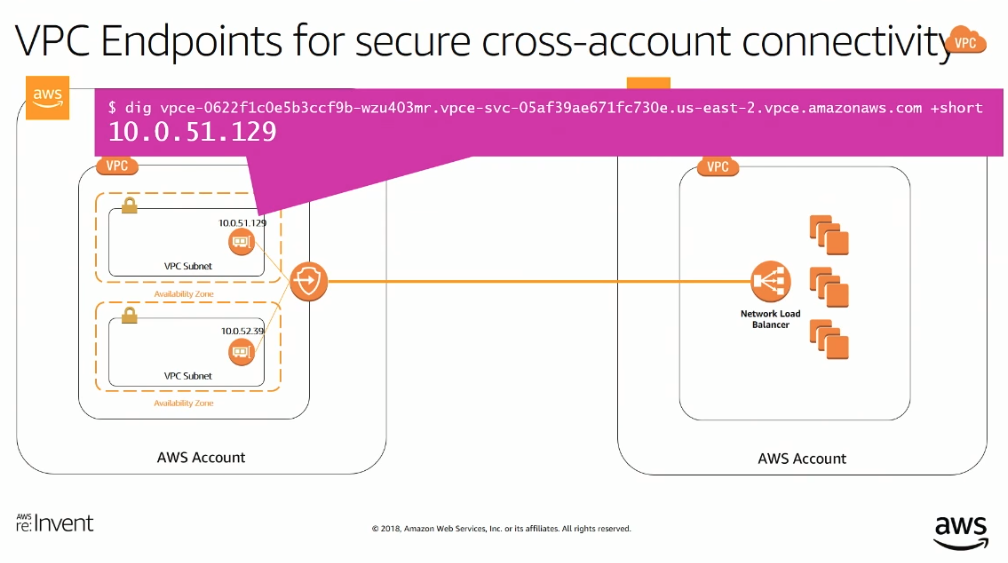 VPC Endpoints for secure cross-account connectivity
VPC
aws
$ dig vpce-0622f1c0e5b3ccf9b-wzu403mr.vpce-svc-05af39ae671fc730e.us-east-2.vpce.amazonaws.com +short
10.0.51.129
VPC
10.0.51.129
VPC Subnet
Availability Zone
10.0.52.39
VPC Subnet
Availability Zone
AWS Account
VPC
Network Load
Balancer
AWS Account
AWS
re:Invent
© 2018, Amazon Web Services, Inc. or its affiliates. All rights reserved.
aws